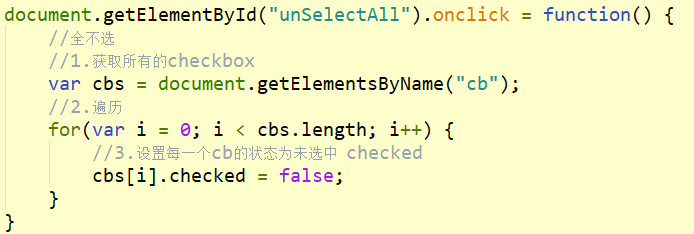 document.getElementById("unSelectAll").onclick = function() {
//全不选
//1.获取所有的checkbox
var cbs = document.getElementsByName("cb");
//2.遍历
for(var i = 0; i < cbs.length; i++) {
//3.设置每一个cb的状态为未选中 checked
cbs[i].checked = false;
}
}